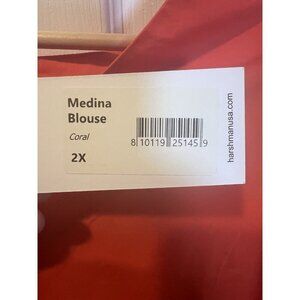 Medina
Blouse
Coral
2X
8 10119 25145 9
harshmanusa.com